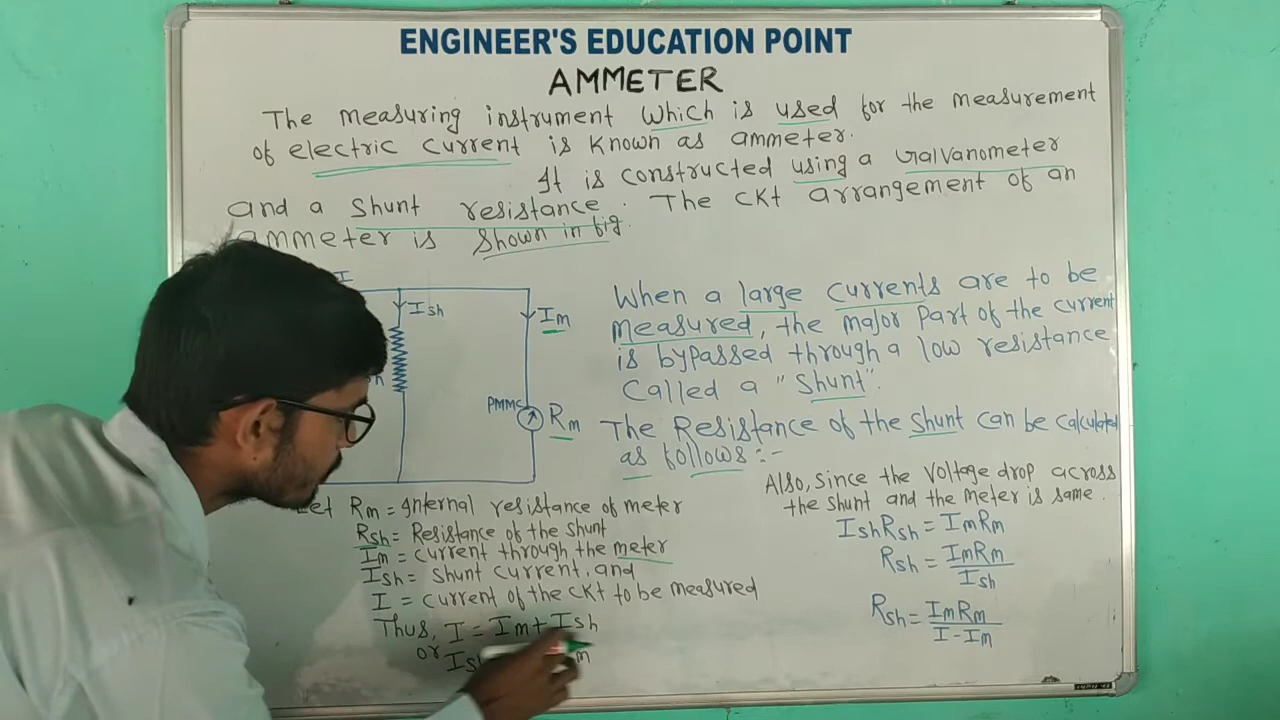 ENGINEER'S EDUCATION POINT
AMMETER
The measuring instrument which is used for the measurement
of electric current is known as ammeter.
It is constructed using a Galvanometer
and a shunt resistance. The ckt arrangement of an
ammeter is shown in fig.
I
Ish
Im
PMMC
Rm
When a large currents are to be
measured, the major part of the current
is bypassed through a low resistance
called a "shunt".
The Resistance of the shunt can be calculated
as follows:-
Let Rm = Internal resistance of meter
Rsh = Resistance of the shunt
Im = current through the meter
Ish = shunt current, and
I = current of the ckt to be measured
Thus, I = Im + Ish
or
Also, since the voltage drop across
the shunt and the meter is same.
IshRsh = ImRm
Rsh = ImRm / Ish
Rsh = ImRm / I - Im